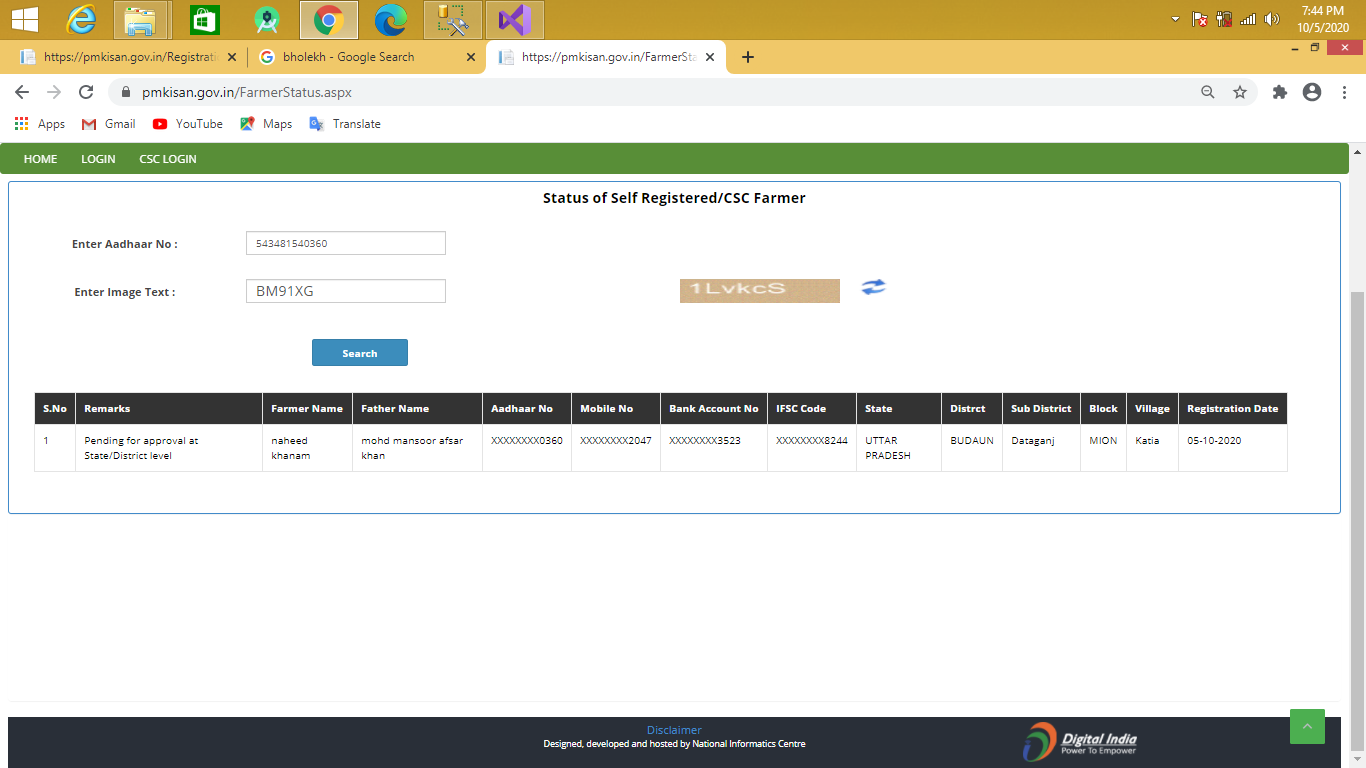 7:44 PM
10/5/2020
https://pmkisan.gov.in/Registrati
bholekh - Google Search
https://pmkisan.gov.in/FarmerSta
pmkisan.gov.in/FarmerStatus.aspx
Apps Gmail YouTube Maps Translate
HOME LOGIN CSC LOGIN
Status of Self Registered/CSC Farmer
Enter Aadhaar No : 543481540360
Enter Image Text : BM91XG 1LvkcS
Search
S.No Remarks Farmer Name Father Name Aadhaar No Mobile No Bank Account No IFSC Code State Distrct Sub District Block Village Registration Date
1 Pending for approval at naheed mohd mansoor afsar XXXXXXXX0360 XXXXXXXX2047 XXXXXXXX3523 XXXXXXXX8244 UTTAR BUDAUN Dataganj MION Katia 05-10-2020
State/District level khanam khan PRADESH
Disclaimer
Designed, developed and hosted by National Informatics Centre
Digital India
Power To Empower